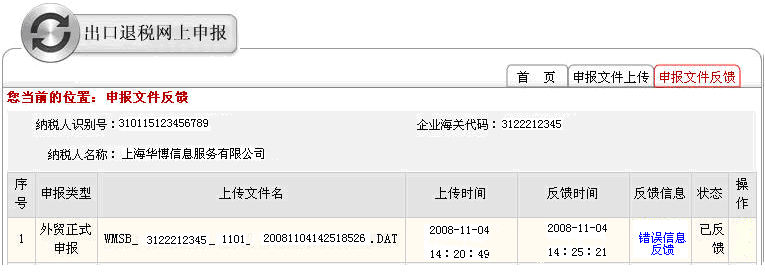 出口退税网上申报
首 页 申报文件上传 申报文件反馈
您当前的位置：申报文件反馈
纳税人识别号：310115123456789 企业海关代码：3122212345
纳税人名称：上海华博信息服务有限公司
序号 申报类型 上传文件名 上传时间 反馈时间 反馈信息 状态 操作
1 外贸正式申报 WMSB_ 3122212345_ 1101_ 20081104142518526 .DAT 2008-11-04 14:20:49 2008-11-04 14:25:21 错误信息反馈 已反馈